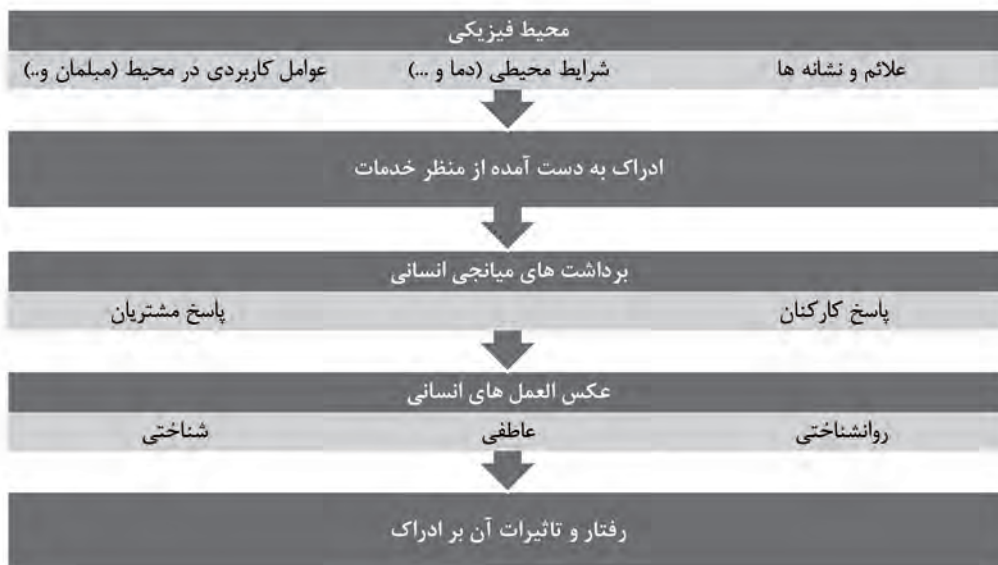 محیط فیزیکی
علائم و نشانه ها شرایط محیطی (دما و ...) عوامل کاربردی در محیط (مبلمان و..)
ادراک به دست آمده از منظر خدمات
برداشت های میانجی انسانی
پاسخ کارکنان پاسخ مشتریان
عکس العمل های انسانی
روانشناختی عاطفی شناختی
رفتار و تاثیرات آن بر ادراک